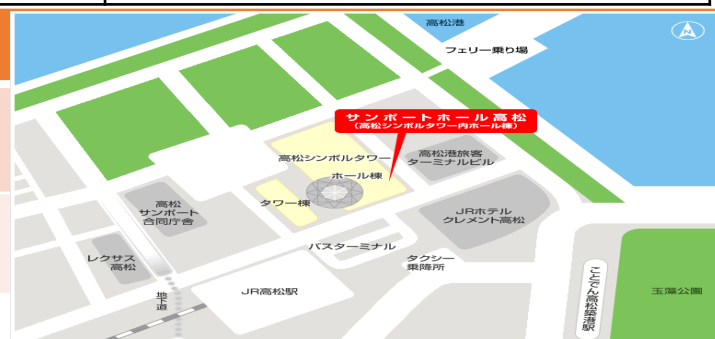 高松港
フェリー乗り場
サンポートホール高松
(高松シンボルタワー内ホール棟)
高松シンボルタワー
ホール棟
高松港旅客
ターミナルビル
タワー棟
高松
サンポート
合同庁舎
JRホテル
クレメント高松
レクサス
高松
バスターミナル
タクシー
乗降所
地下道
JR高松駅
ことでん高松築港駅
玉藻公園